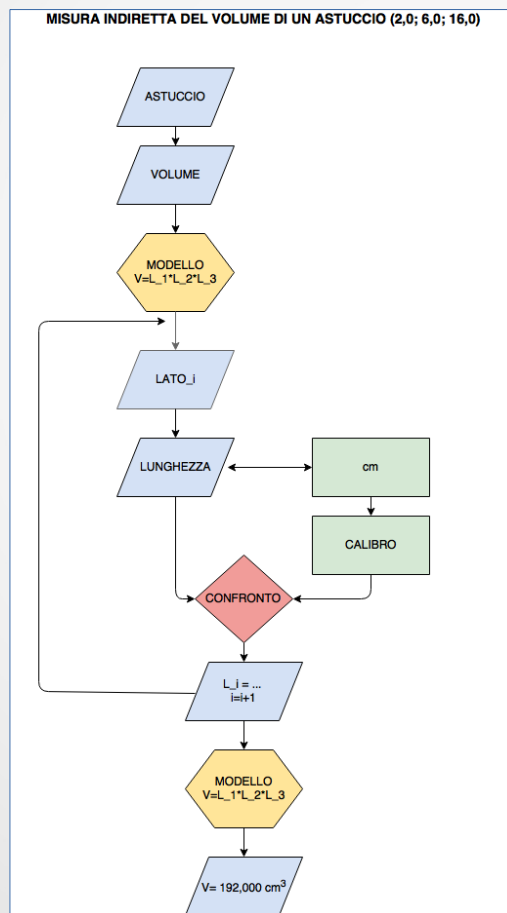 MISURA INDIRETTA DEL VOLUME DI UN ASTUCCIO (2,0; 6,0; 16,0)
ASTUCCIO
VOLUME
MODELLO
V=L_1*L_2*L_3
LATO_i
LUNGHEZZA
cm
CALIBRO
CONFRONTO
L_i = ...
i=i+1
MODELLO
V=L_1*L_2*L_3
V= 192,000 cm³